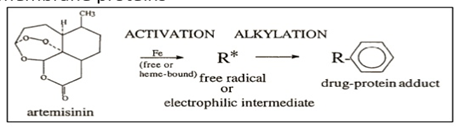 membrane proteins
CH3
H
O
O
O
O
O
artemisinin
ACTIVATION ALKYLATION
Fe
(free or
heme-bound)
R*
free radical
or
electrophilic intermediate
R
drug-protein adduct